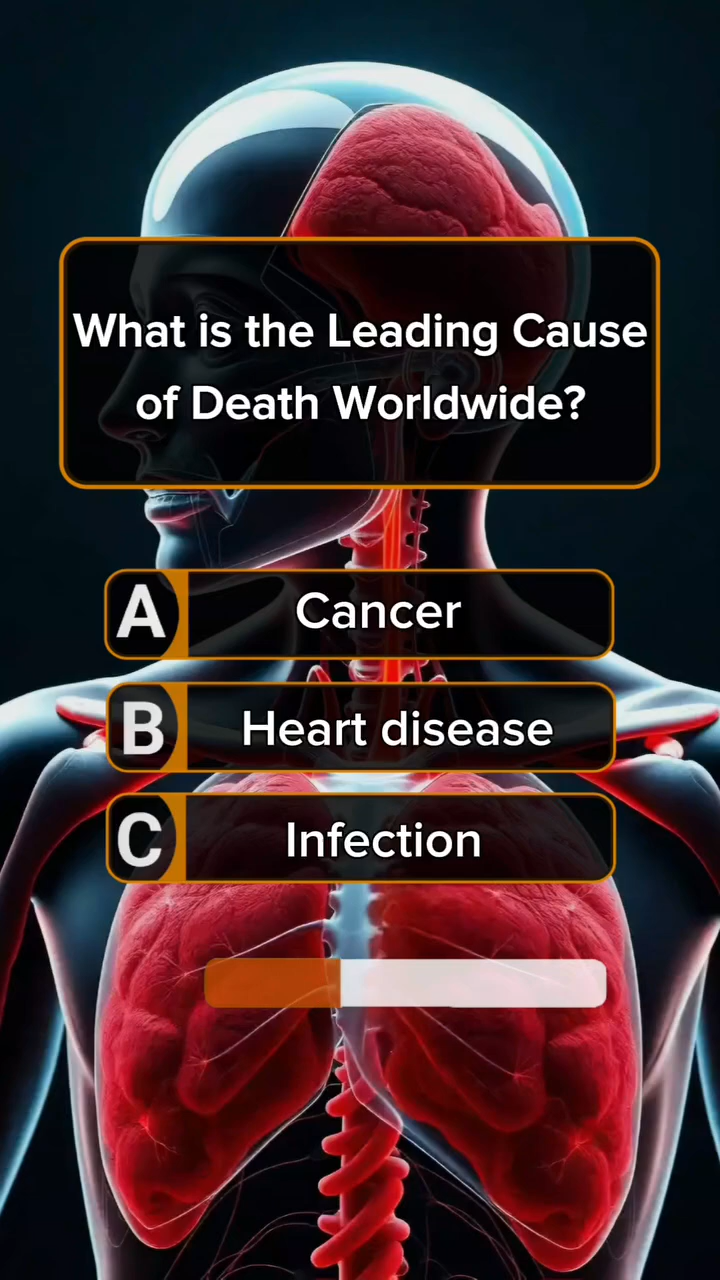 What is the Leading Cause
of Death Worldwide?
A Cancer
B Heart disease
C Infection